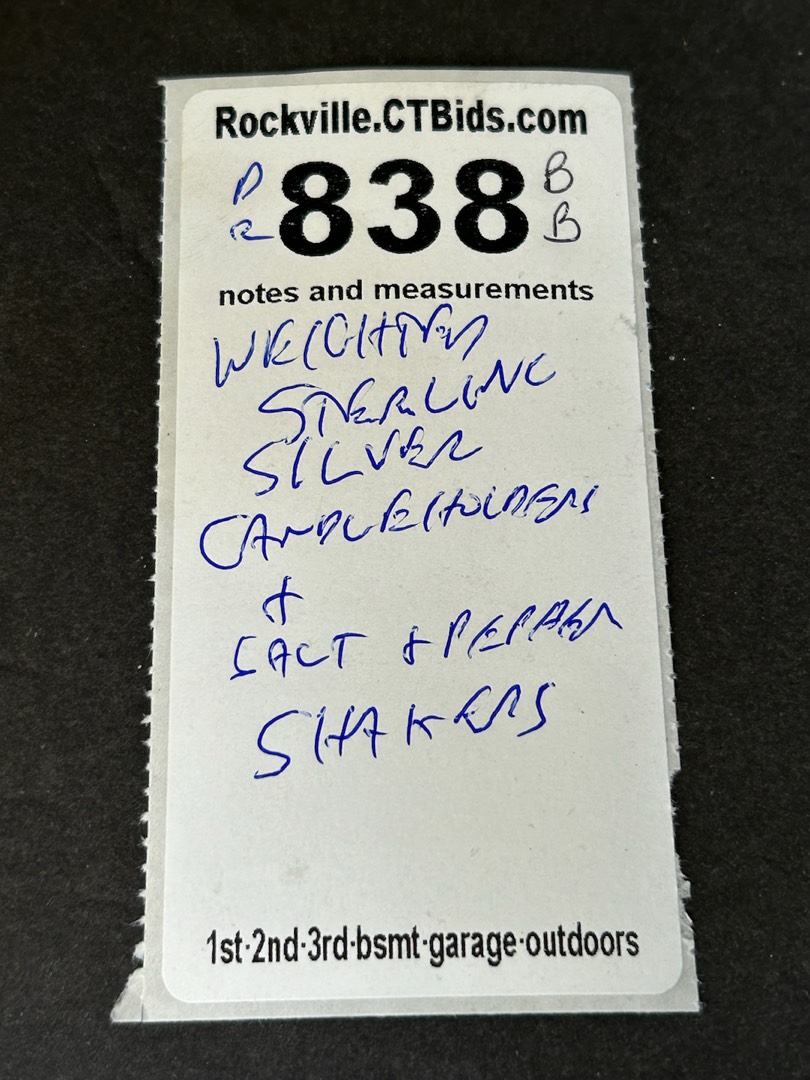 Rockville.CTBids.com
D 838 B
R B
notes and measurements
WEIGHTED
STERLING
SILVER
CANDLEHOLDERS
+
SALT + PEPPER
SHAKERS
1st·2nd·3rd·bsmt·garage·outdoors